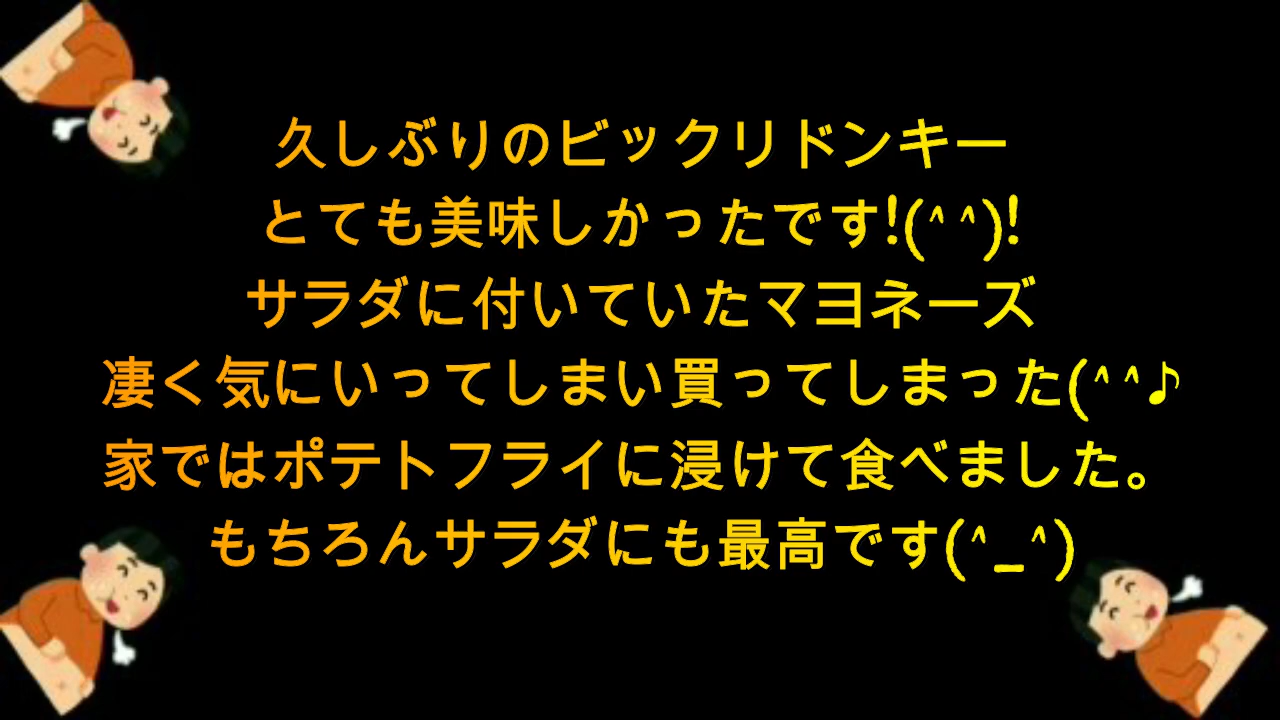 久しぶりのビックリドンキー
とても美味しかったです!(^ ^)!
サラダに付いていたマヨネーズ
凄く気にいってしまい買ってしまった(^ ^♪
家ではポテトフライに浸けて食べました。
もちろんサラダにも最高です(^_^)